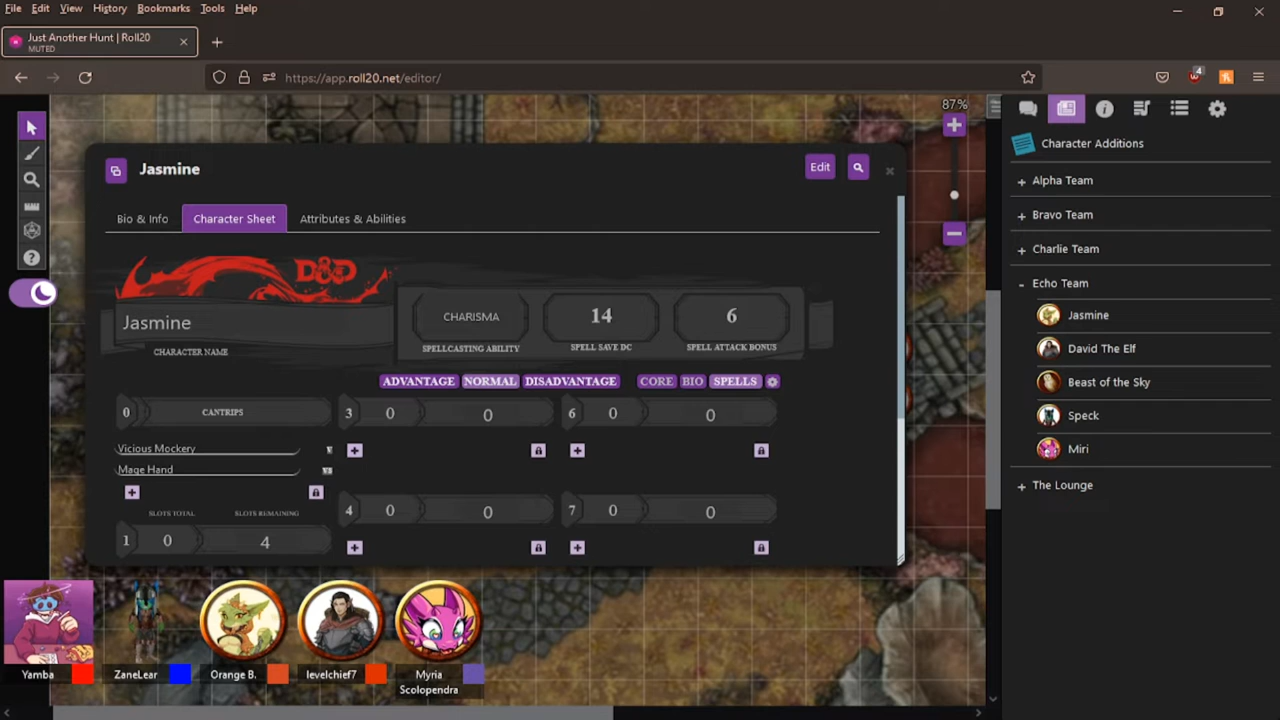 File Edit View History Bookmarks Tools Help
Just Another Hunt | Roll20
MUTED
https://app.roll20.net/editor/
4
87%
Jasmine
Edit
Bio & Info
Character Sheet
Attributes & Abilities
D&D
Jasmine
CHARACTER NAME
CHARISMA
SPELLCASTING ABILITY
14
SPELL SAVE DC
6
SPELL ATTACK BONUS
ADVANTAGE NORMAL DISADVANTAGE
CORE BIO SPELLS
0 CANTRIPS
Vicious Mockery V
Mage Hand
SLOTS TOTAL SLOTS REMAINING
1 0 4
3 0 0
4 0 0
6 0 0
7 0 0
Character Additions
Alpha Team
Bravo Team
Charlie Team
Echo Team
Jasmine
David The Elf
Beast of the Sky
Speck
Miri
The Lounge
Yamba
ZaneLear
Orange B.
levelchief7
Myria
Scolopendra